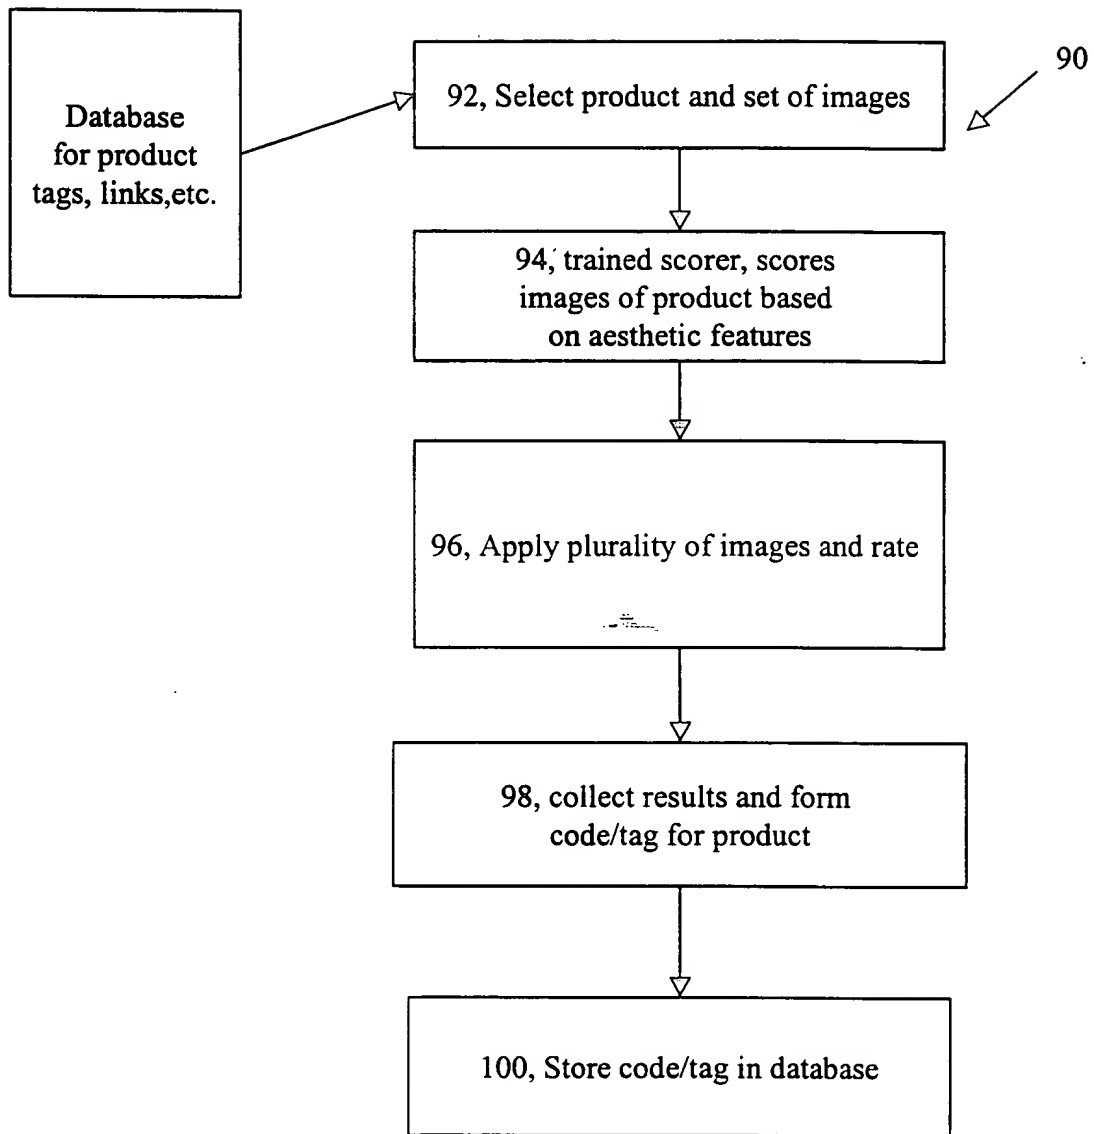 Database
for product
tags, links,etc.
92, Select product and set of images
90
94, trained scorer, scores
images of product based
on aesthetic features
96, Apply plurality of images and rate
98, collect results and form
code/tag for product
100, Store code/tag in database